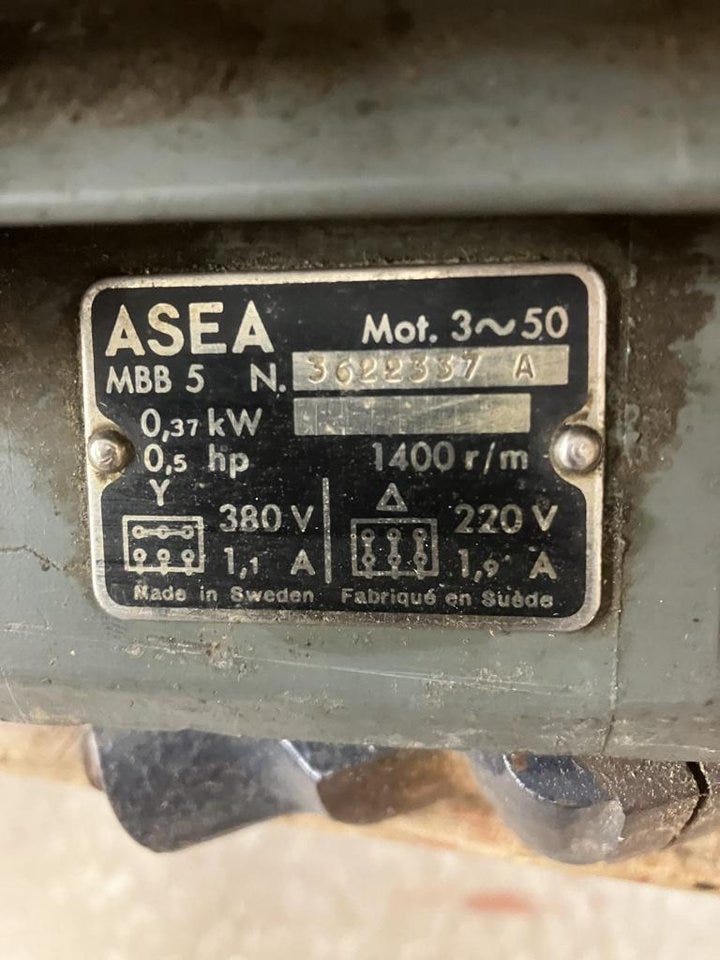 ASEA Mot. 3~50
MBB 5 N. 3622337 A
0,37 kW
0,5 hp 1400 r/m
Y △
380 V 220 V
1,1 A 1,9 A
Made in Sweden Fabriqué en Suède